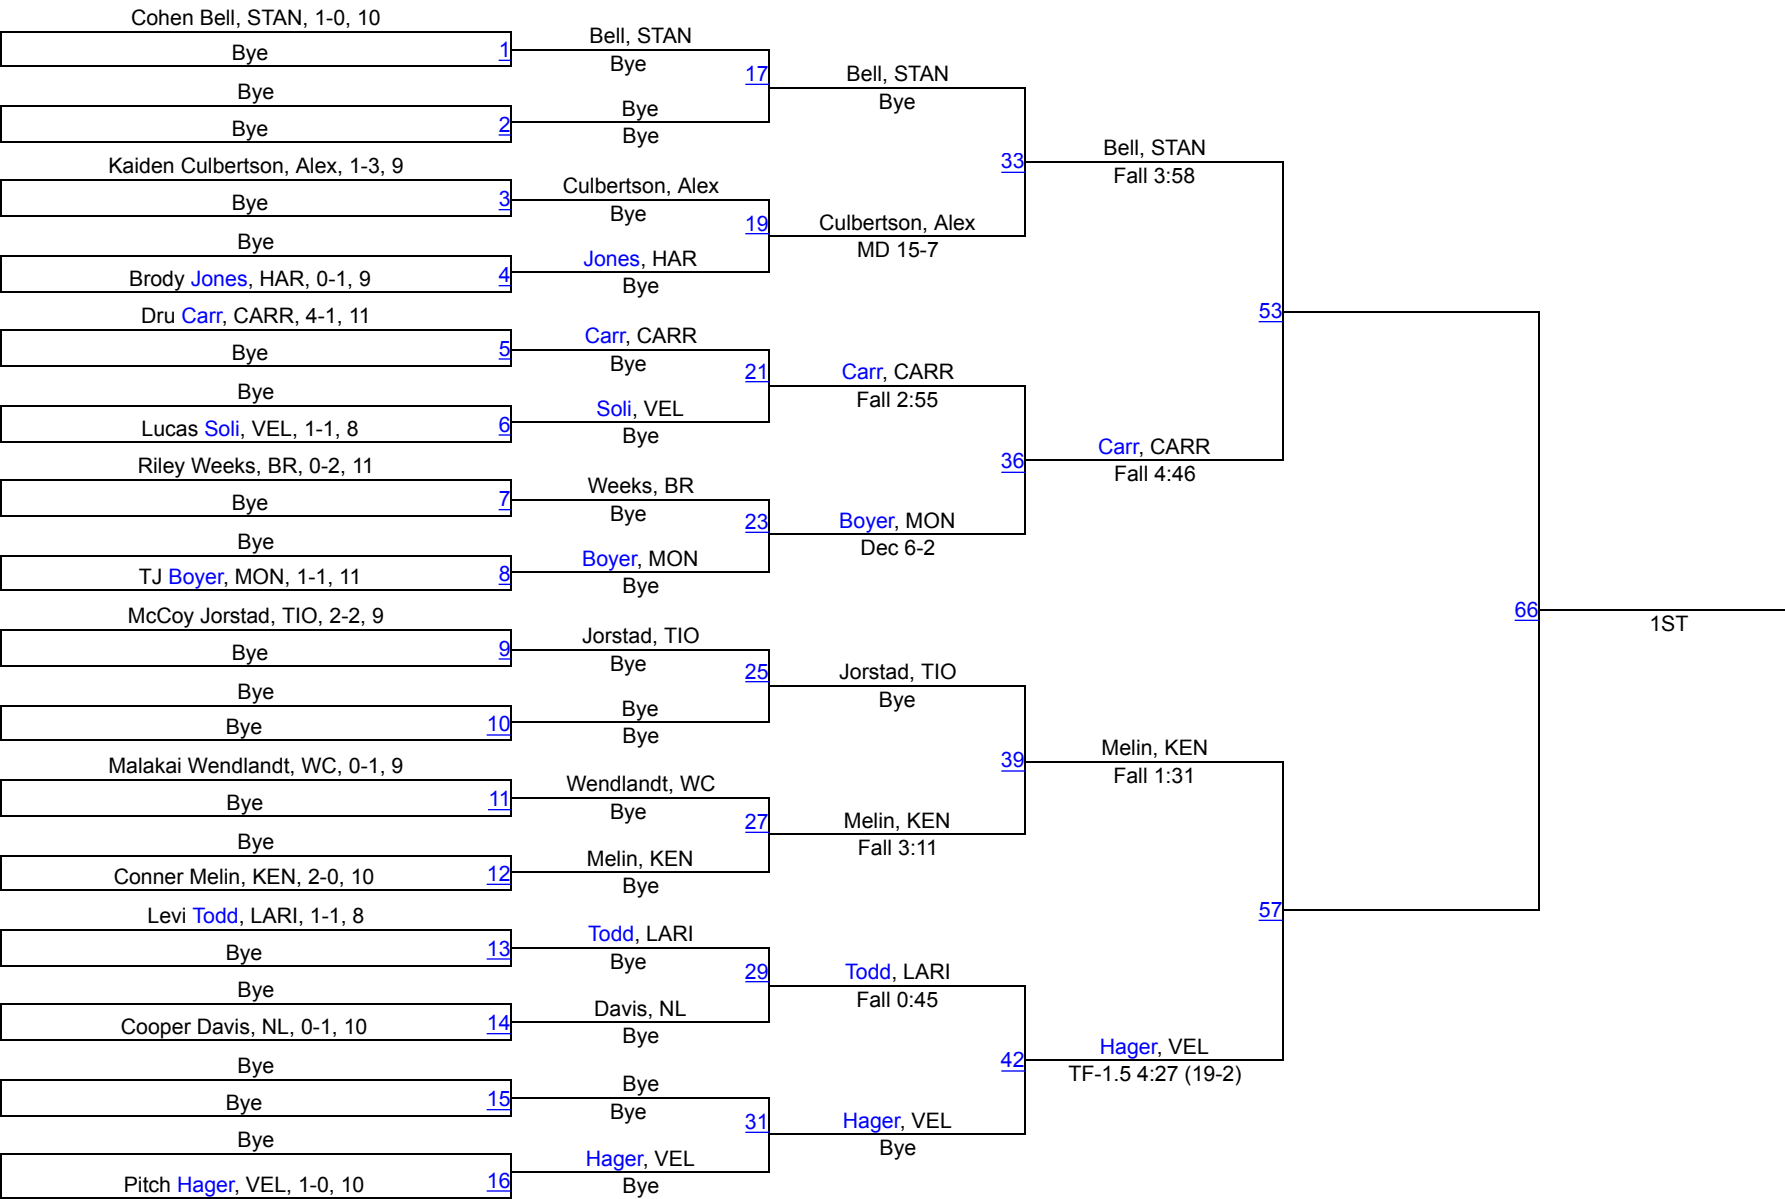 Cohen Bell, STAN, 1-0, 10
Bye
1
Bye
Bye
2
Kaiden Culbertson, Alex, 1-3, 9
Bye
3
Bye
Brody Jones, HAR, 0-1, 9
4
Dru Carr, CARR, 4-1, 11
Bye
5
Bye
Lucas Soli, VEL, 1-1, 8
6
Riley Weeks, BR, 0-2, 11
Bye
7
Bye
TJ Boyer, MON, 1-1, 11
8
McCoy Jorstad, TIO, 2-2, 9
Bye
9
Bye
Bye
10
Malakai Wendlandt, WC, 0-1, 9
Bye
11
Bye
Conner Melin, KEN, 2-0, 10
12
Levi Todd, LARI, 1-1, 8
Bye
13
Bye
Cooper Davis, NL, 0-1, 10
14
Bye
Bye
15
Bye
Pitch Hager, VEL, 1-0, 10
16
Bell, STAN
Bye
17
Bye
Bye
Culbertson, Alex
Bye
19
Jones, HAR
Bye
Carr, CARR
Bye
21
Soli, VEL
Bye
Weeks, BR
Bye
23
Boyer, MON
Bye
Jorstad, TIO
Bye
25
Bye
Bye
Wendlandt, WC
Bye
27
Melin, KEN
Bye
Todd, LARI
Bye
29
Davis, NL
Bye
Bye
Bye
31
Hager, VEL
Bye
Bell, STAN
Bye
33
Culbertson, Alex
MD 15-7
Carr, CARR
Fall 2:55
36
Boyer, MON
Dec 6-2
Jorstad, TIO
Bye
39
Melin, KEN
Fall 3:11
Todd, LARI
Fall 0:45
42
Hager, VEL
Bye
Bell, STAN
Fall 3:58
53
Carr, CARR
Fall 4:46
Melin, KEN
Fall 1:31
57
Hager, VEL
TF-1.5 4:27 (19-2)
66
1ST